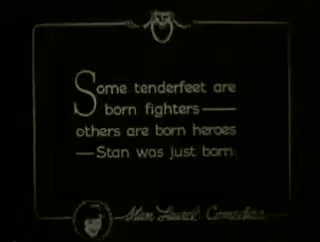 Some tenderfeet are
born fighters—
others are born heroes
—Stan was just born.
Stan Laurel Comedies